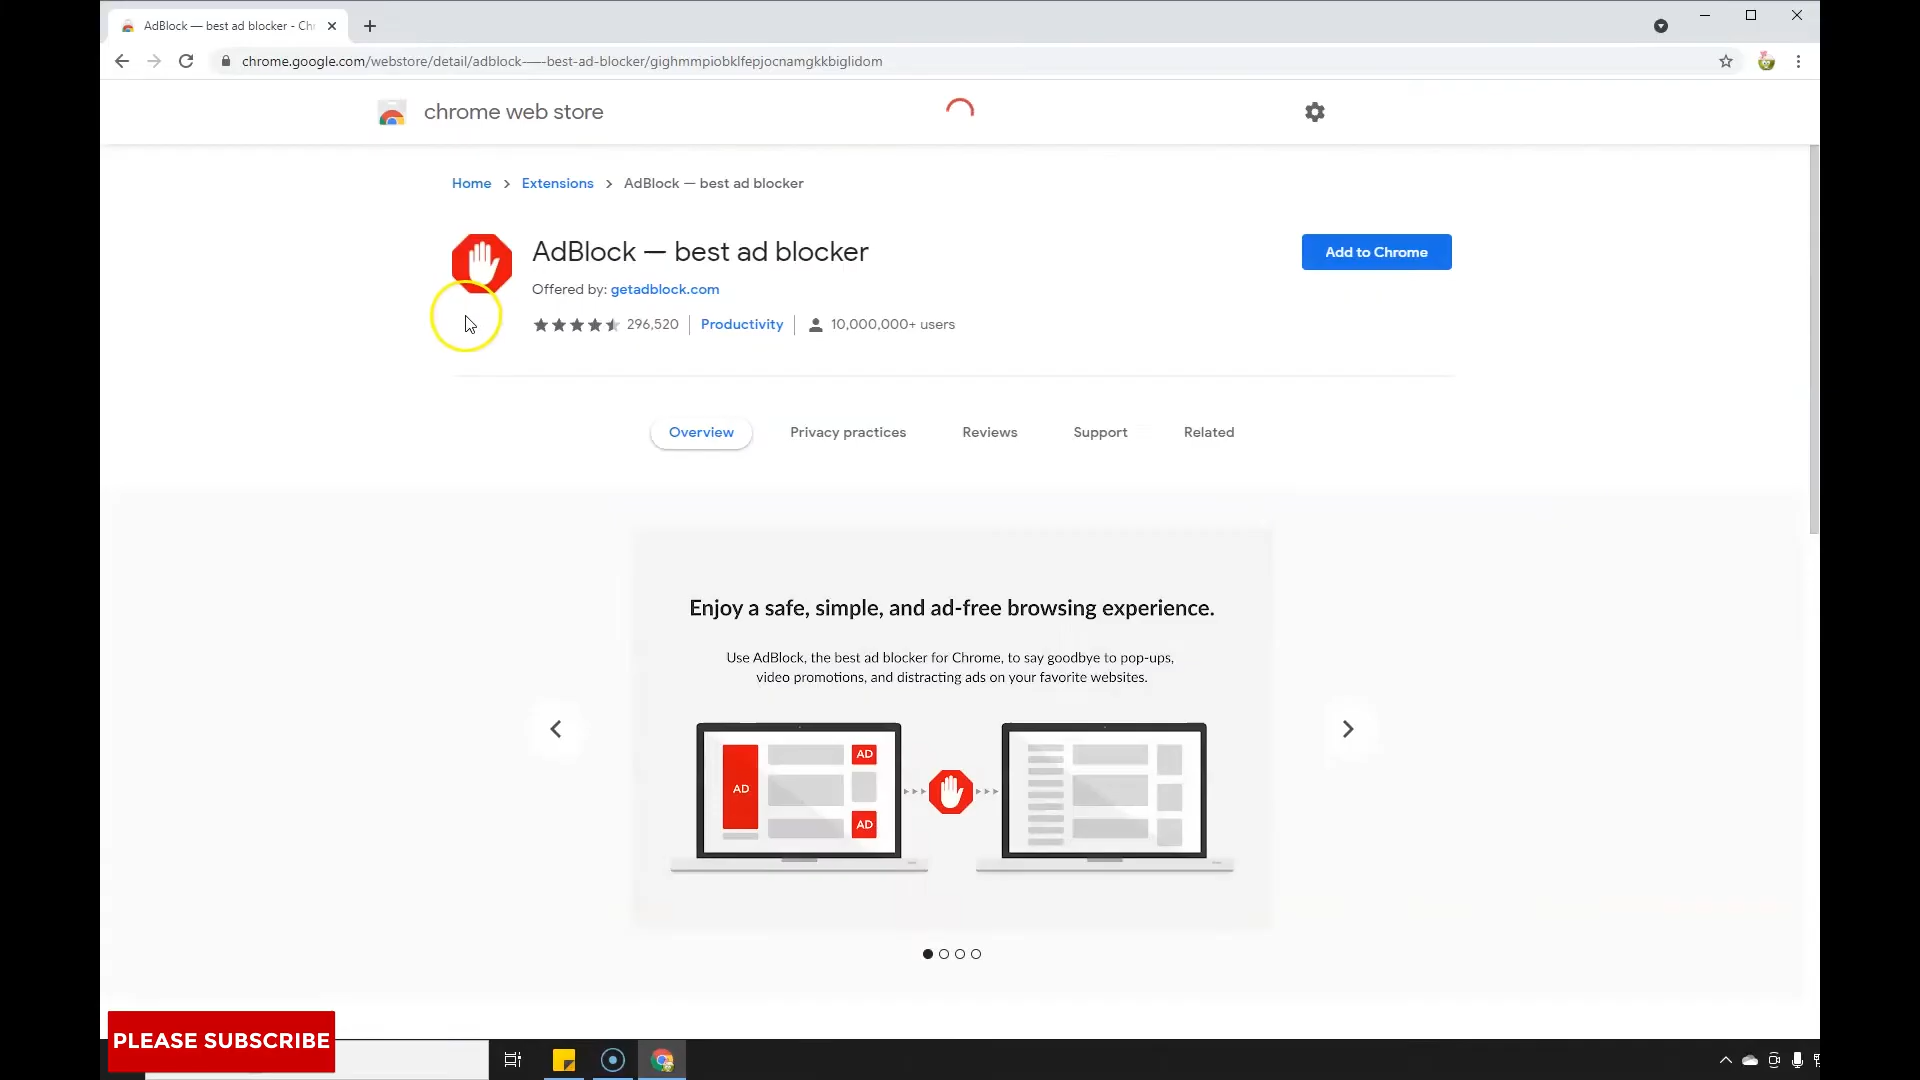 AdBlock — best ad blocker - Ch
chrome.google.com/webstore/detail/adblock-—-best-ad-blocker/gighmmpiobklfepjocnamgkkbiglidom
chrome web store
Home > Extensions > AdBlock — best ad blocker
AdBlock — best ad blocker
Add to Chrome
Offered by: getadblock.com
296,520 Productivity 10,000,000+ users
Overview Privacy practices Reviews Support Related
Enjoy a safe, simple, and ad-free browsing experience.
Use AdBlock, the best ad blocker for Chrome, to say goodbye to pop-ups,
video promotions, and distracting ads on your favorite websites.
AD
AD
AD
PLEASE SUBSCRIBE